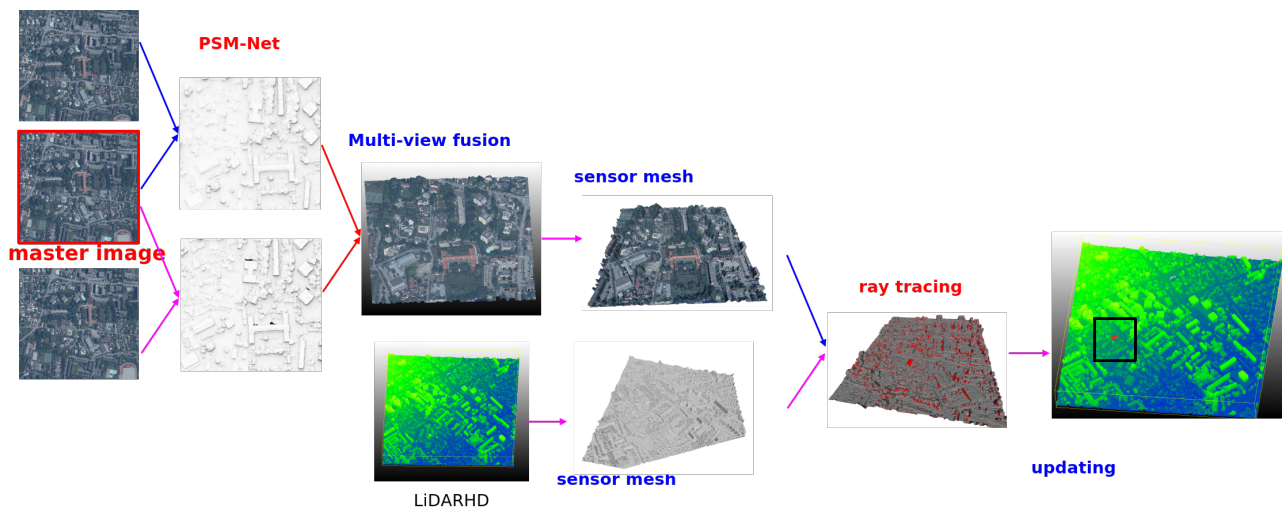 PSM-Net
master image
Multi-view fusion
sensor mesh
LiDARHD
sensor mesh
ray tracing
updating